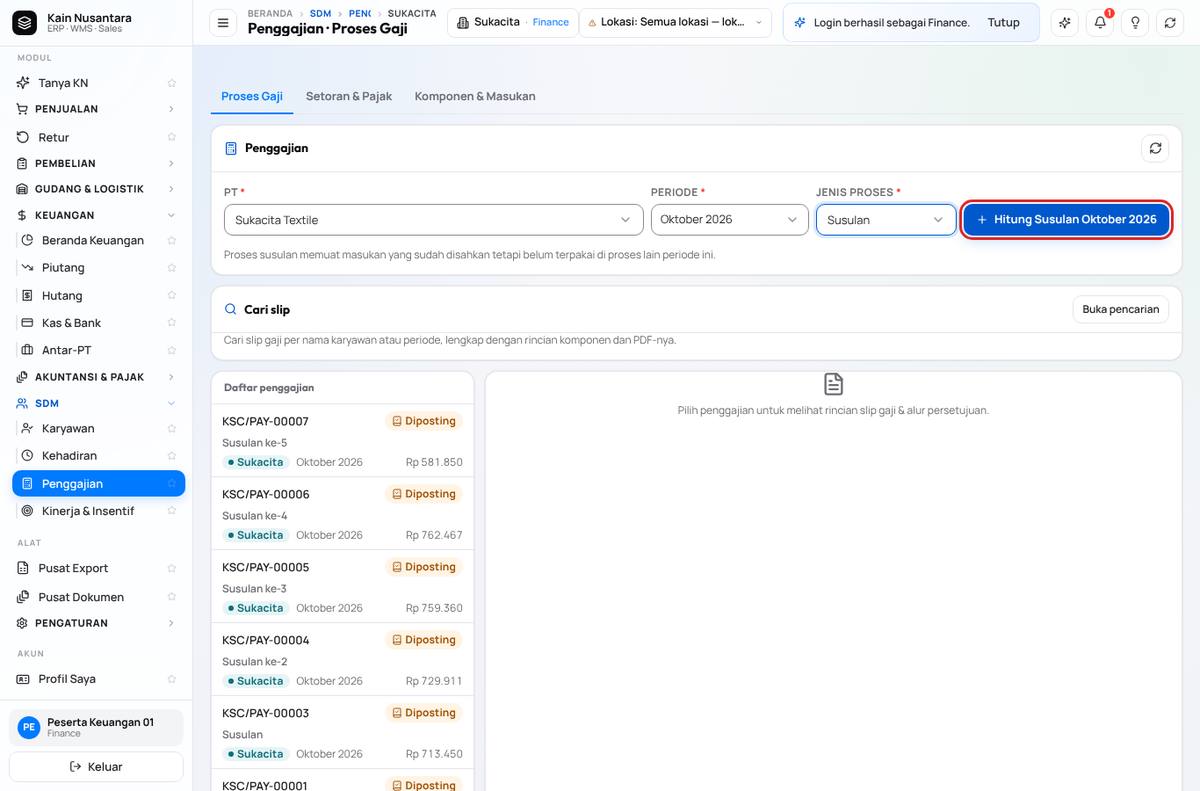 Kain Nusantara
ERP · WMS · Sales
BERANDA > SDM > PEN > SUKACITA
Penggajian · Proses Gaji
Sukacita · Finance
Lokasi: Semua lokasi — lok...
Login berhasil sebagai Finance. Tutup
1
MODUL
Tanya KN
PENJUALAN
Retur
PEMBELIAN
GUDANG & LOGISTIK
KEUANGAN
Beranda Keuangan
Piutang
Hutang
Kas & Bank
Antar-PT
AKUNTANSI & PAJAK
SDM
Karyawan
Kehadiran
Penggajian
Kinerja & Insentif
ALAT
Pusat Export
Pusat Dokumen
PENGATURAN
AKUN
Profil Saya
PE
Peserta Keuangan 01
Finance
Keluar
Proses Gaji Setoran & Pajak Komponen & Masukan
Penggajian
PT * PERIODE * JENIS PROSES *
Sukacita Textile Oktober 2026 Susulan + Hitung Susulan Oktober 2026
Proses susulan memuat masukan yang sudah disahkan tetapi belum terpakai di proses lain periode ini.
Cari slip Buka pencarian
Cari slip gaji per nama karyawan atau periode, lengkap dengan rincian komponen dan PDF-nya.
Daftar penggajian
KSC/PAY-00007 Diposting
Susulan ke-5
Sukacita Oktober 2026 Rp 581.850
KSC/PAY-00006 Diposting
Susulan ke-4
Sukacita Oktober 2026 Rp 762.467
KSC/PAY-00005 Diposting
Susulan ke-3
Sukacita Oktober 2026 Rp 759.360
KSC/PAY-00004 Diposting
Susulan ke-2
Sukacita Oktober 2026 Rp 729.911
KSC/PAY-00003 Diposting
Susulan
Sukacita Oktober 2026 Rp 713.450
KSC/PAY-00001 Diposting
Pilih penggajian untuk melihat rincian slip gaji & alur persetujuan.